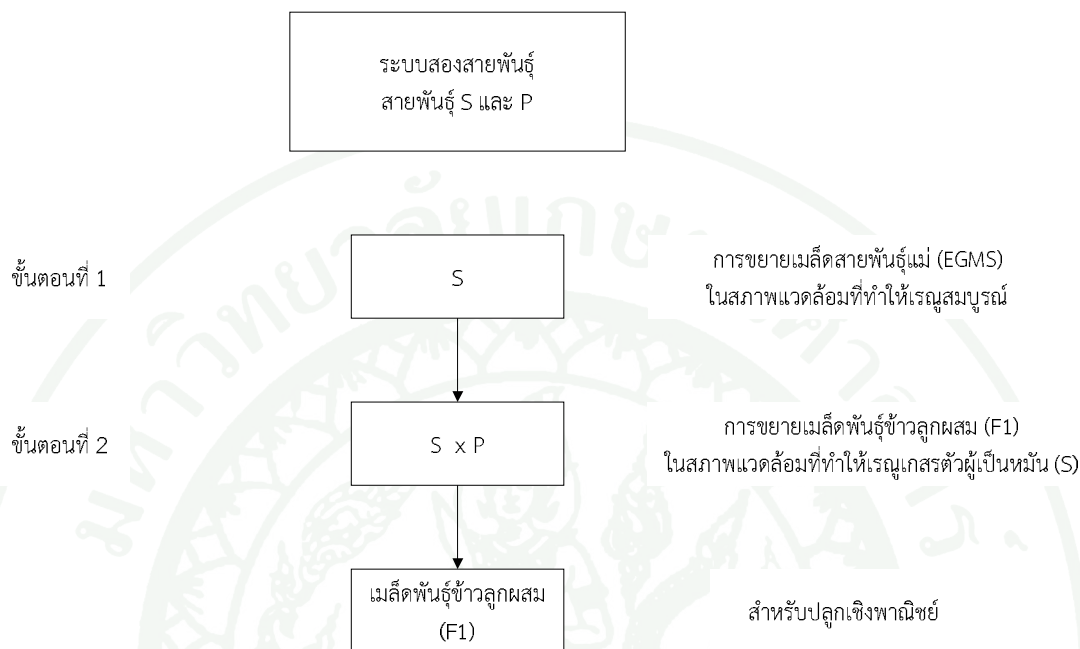 ระบบสองสายพันธุ์
สายพันธุ์ S และ P
ขั้นตอนที่ 1
S
การขยายเมล็ดสายพันธุ์แม่ (EGMS)
ในสภาพแวดล้อมที่ทำให้เรณูสมบูรณ์
ขั้นตอนที่ 2
S x P
การขยายเมล็ดพันธุ์ข้าวลูกผสม (F1)
ในสภาพแวดล้อมที่ทำให้เรณูเกสรตัวผู้เป็นหมัน (S)
เมล็ดพันธุ์ข้าวลูกผสม
(F1)
สำหรับปลูกเชิงพาณิชย์